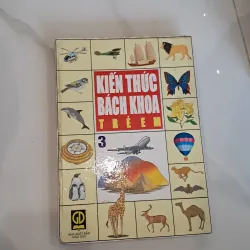 KIẾN THỨC
BÁCH KHOA
TRẺ EM
3